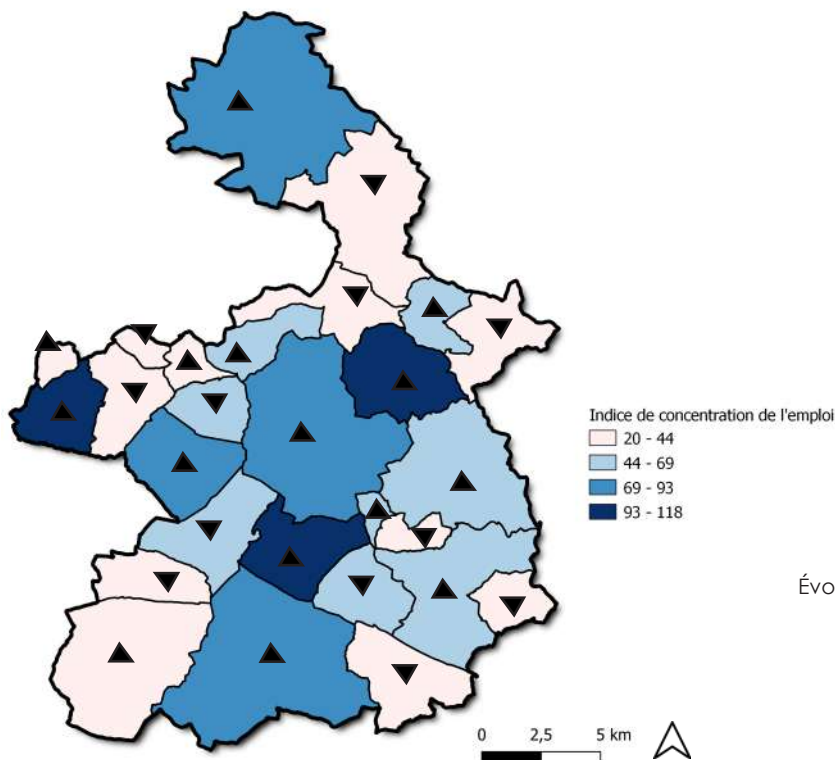 Indice de concentration de l'emploi
20 - 44
44 - 69
69 - 93
93 - 118
Évo
0 2,5 5 km